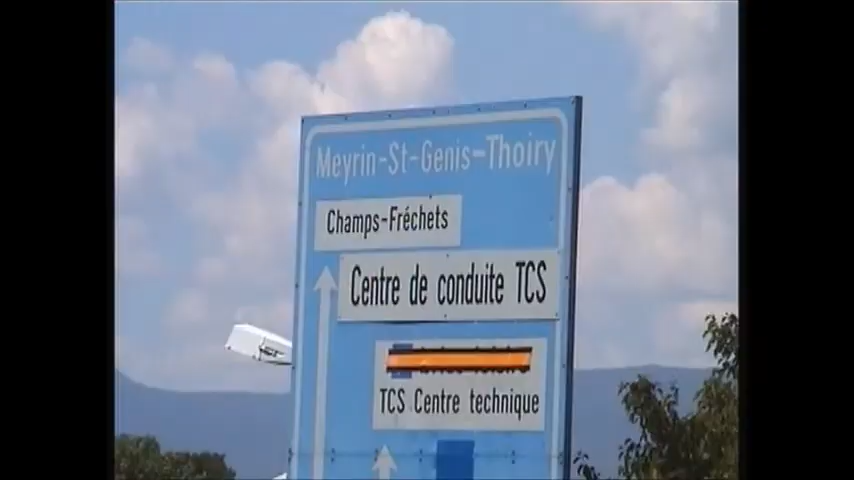 Meyrin-St-Genis-Thoiry
Champs-Fréchets
Centre de conduite TCS
TCS Centre technique